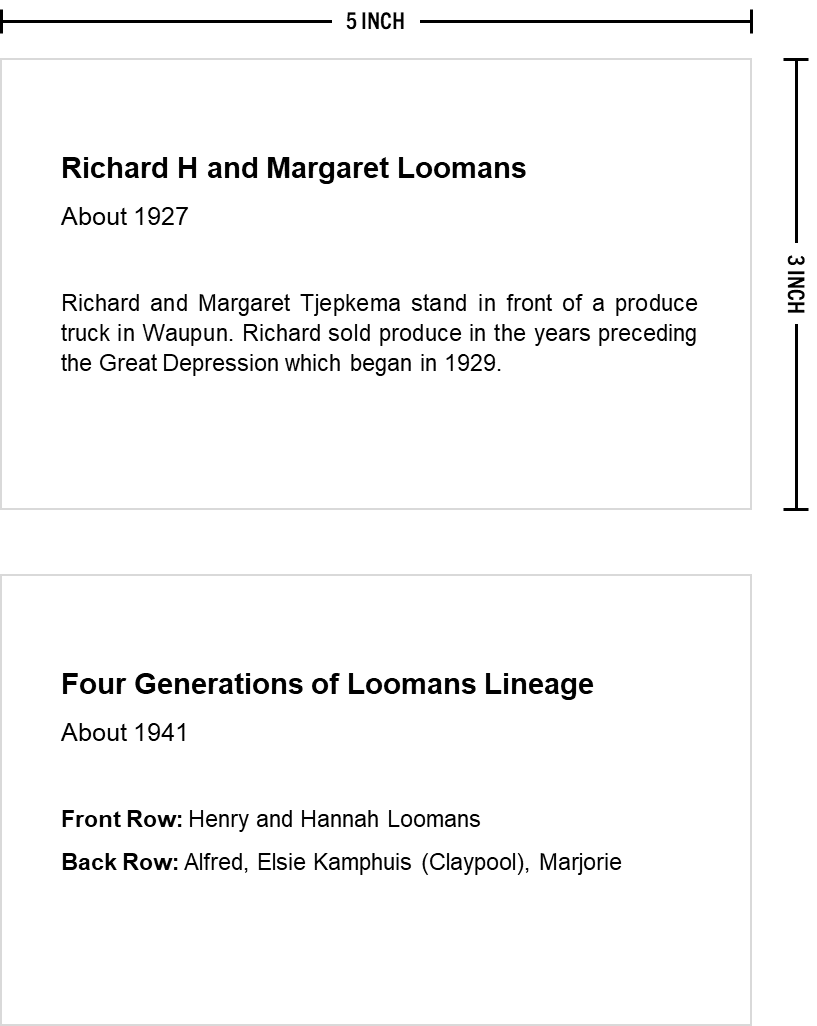 5 INCH
Richard H and Margaret Loomans
About 1927
3 INCH
Richard and Margaret Tjepkema stand in front of a produce
truck in Waupun. Richard sold produce in the years preceding
the Great Depression which began in 1929.
Four Generations of Loomans Lineage
About 1941
Front Row: Henry and Hannah Loomans
Back Row: Alfred, Elsie Kamphuis (Claypool), Marjorie